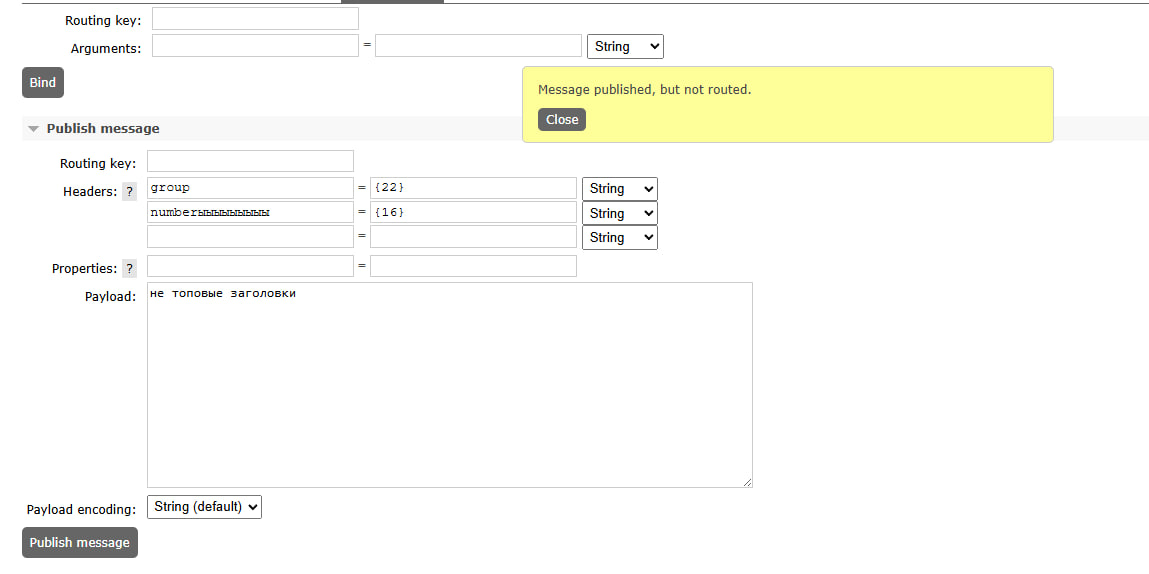 Routing key:
Arguments: = String
Bind
Message published, but not routed.
Close
Publish message
Routing key:
Headers: ? group = {22} String
numberыыыыыыыы = {16} String
= String
Properties: ? =
Payload: не топовые заголовки
Payload encoding: String (default)
Publish message